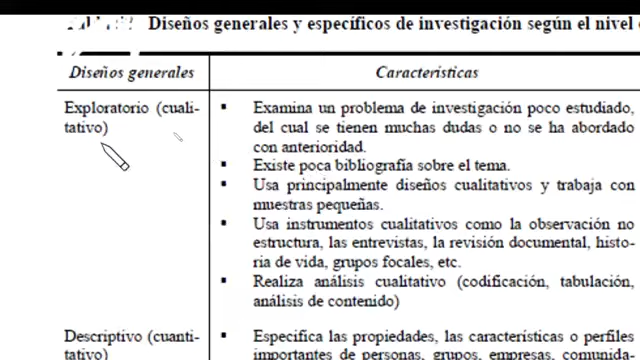 Diseños generales y específicos de investigación según el nivel
Diseños generales
Características
Exploratorio (cuali-
tativo)
▪ Examina un problema de investigación poco estudiado,
del cual se tienen muchas dudas o no se ha abordado
con anterioridad.
▪ Existe poca bibliografía sobre el tema.
▪ Usa principalmente diseños cualitativos y trabaja con
muestras pequeñas.
▪ Usa instrumentos cualitativos como la observación no
estructura, las entrevistas, la revisión documental, histo-
ria de vida, grupos focales, etc.
▪ Realiza análisis cualitativo (codificación, tabulación,
análisis de contenido)
Descriptivo (cuanti-
tativo)
▪ Especifica las propiedades, las características o perfiles
importantes de personas, grupos, empresas, comunida-